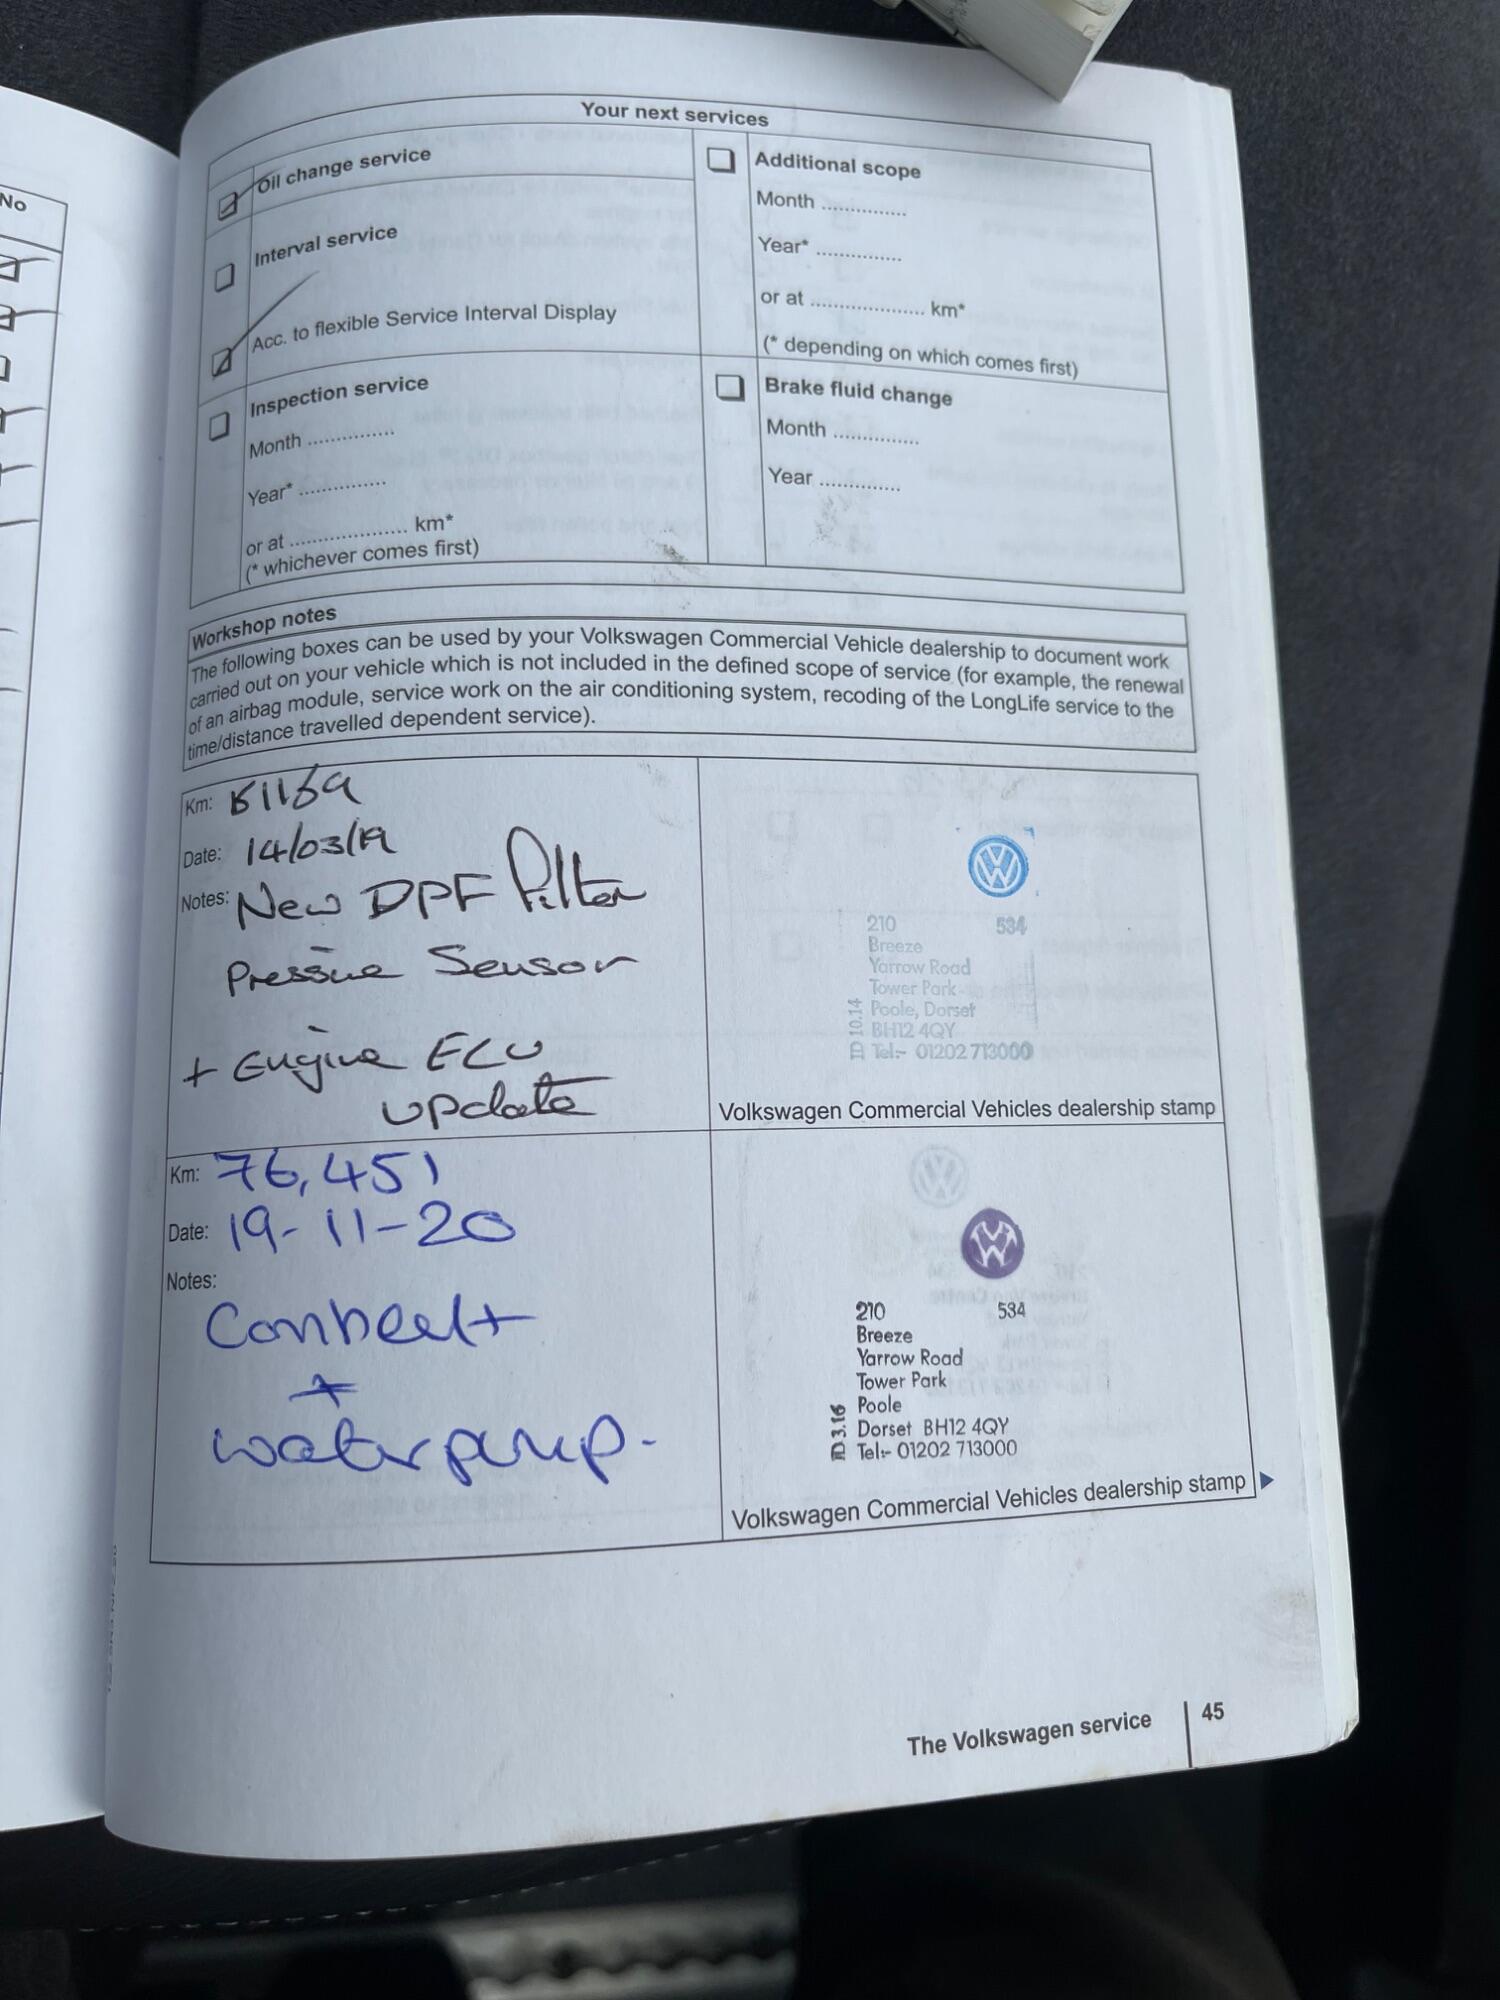 No
Your next services
Oil change service
Interval service
Acc. to flexible Service Interval Display
Additional scope
Month ..............
Year* ..............
or at .................... km*
(* depending on which comes first)
Inspection service
Month ..............
Year* ..............
or at .................... km*
(* whichever comes first)
Brake fluid change
Month ..............
Year ..............
Workshop notes
The following boxes can be used by your Volkswagen Commercial Vehicle dealership to document work
carried out on your vehicle which is not included in the defined scope of service (for example, the renewal
of an airbag module, service work on the air conditioning system, recoding of the LongLife service to the
time/distance travelled dependent service).
Km:
Date: 14/03/19
Notes: New DPF filter
Pressure Sensor
+ Engine ECU
update
210 534
Breeze
Yarrow Road
Tower Park
Poole, Dorset
BH12 4QY
Tel:- 01202 713000
ID 10.14
Volkswagen Commercial Vehicles dealership stamp
Km: 76,451
Date: 19-11-20
Notes:
Cambelt
+
waterpump.
210 534
Breeze
Yarrow Road
Tower Park
Poole
Dorset BH12 4QY
Tel:- 01202 713000
ID 3.16
Volkswagen Commercial Vehicles dealership stamp
The Volkswagen service 45